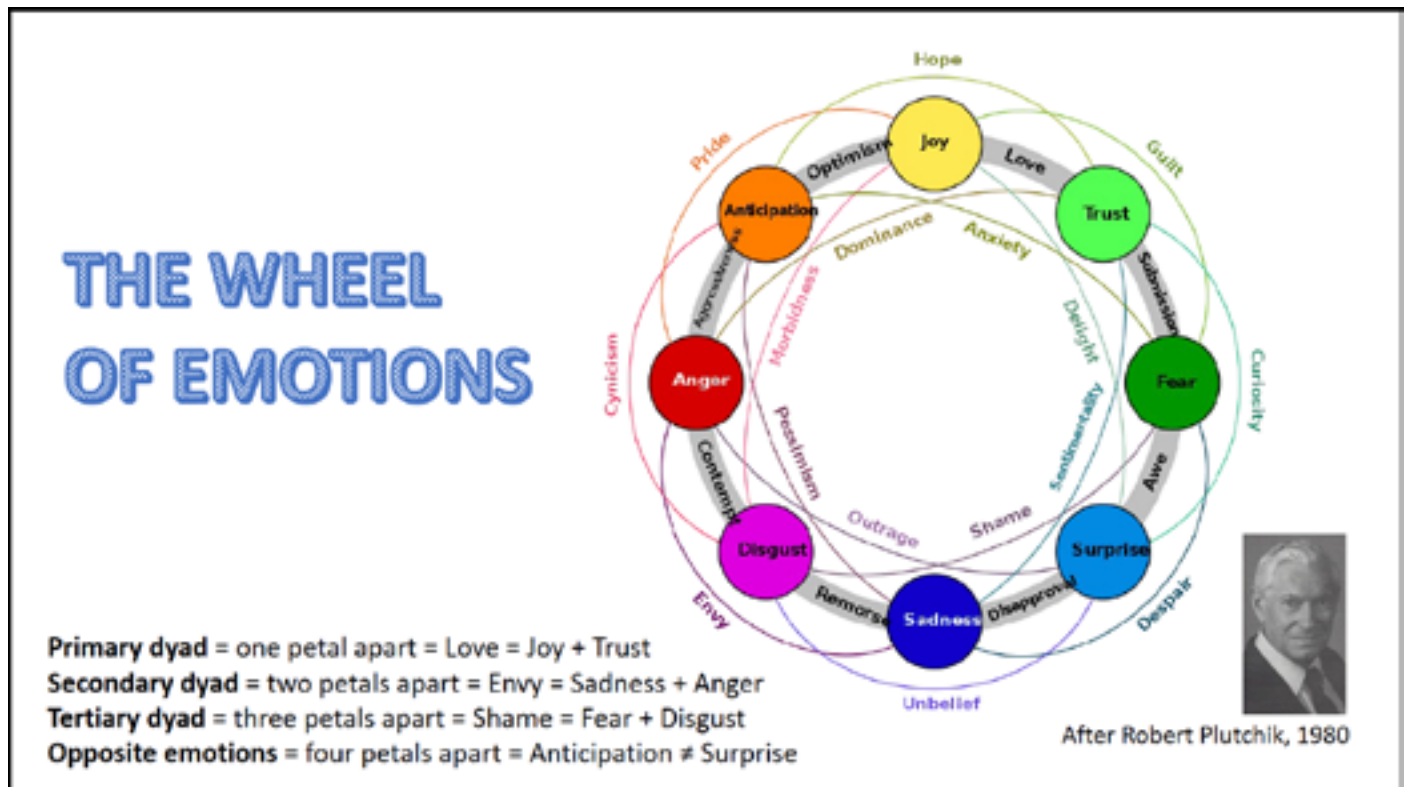 THE WHEEL
OF EMOTIONS
Hope
Pride
Optimism
Joy
Love
Guilt
Anticipation
Trust
Dominance
Anxiety
Aggressiveness
Morbidness
Delight
Submission
Cynicism
Anger
Fear
Curiosity
Contempt
Pessimism
Sentimentality
Awe
Outrage
Shame
Disgust
Surprise
Envy
Remorse
Sadness
Disapproval
Despair
Unbelief
Primary dyad = one petal apart = Love = Joy + Trust
Secondary dyad = two petals apart = Envy = Sadness + Anger
Tertiary dyad = three petals apart = Shame = Fear + Disgust
Opposite emotions = four petals apart = Anticipation ≠ Surprise
After Robert Plutchik, 1980